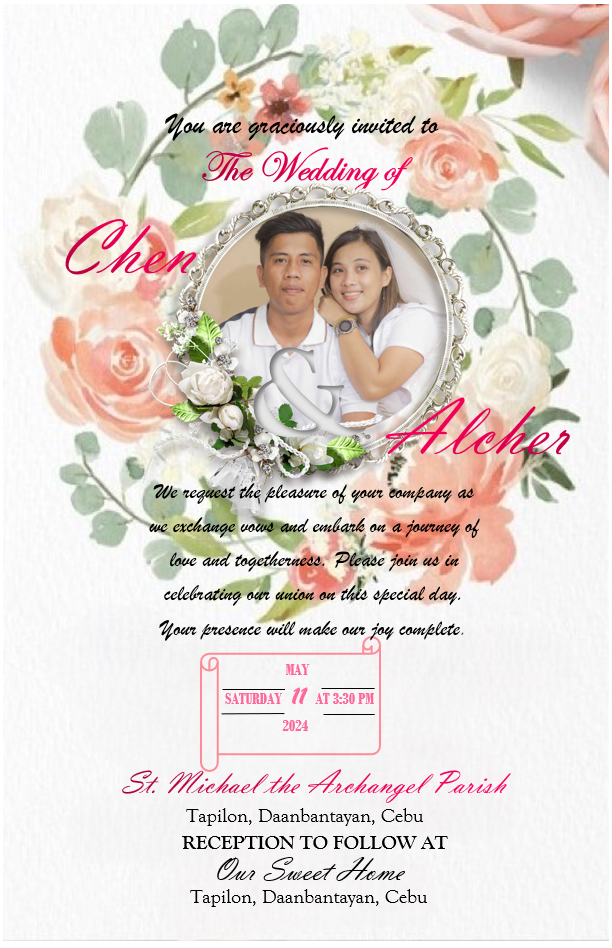 You are graciously invited to
The Wedding of
Chen
&
Alcher
We request the pleasure of your company as
we exchange vows and embark on a journey of
love and togetherness. Please join us in
celebrating our union on this special day.
Your presence will make our joy complete.
MAY
SATURDAY 11 AT 3:30 PM
2024
St. Michael the Archangel Parish
Tapilon, Daanbantayan, Cebu
RECEPTION TO FOLLOW AT
Our Sweet Home
Tapilon, Daanbantayan, Cebu